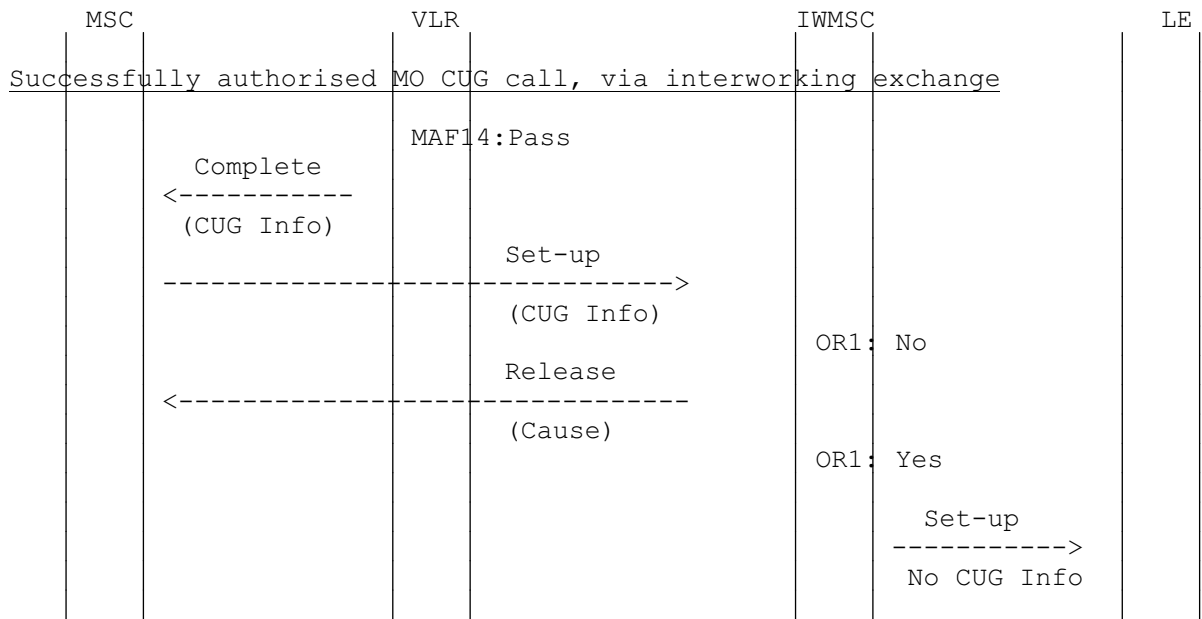 MSC VLR IWMSC LE
Successfully authorised MO CUG call, via interworking exchange
MAF14:Pass
Complete
<-----------
(CUG Info)
Set-up
--------------------------------->
(CUG Info)
OR1: No
Release
<---------------------------------
(Cause)
OR1: Yes
Set-up
----------->
No CUG Info